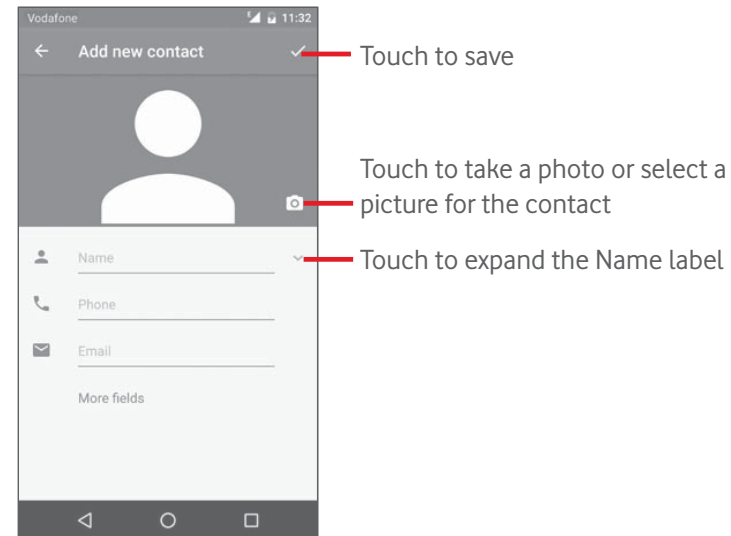 Vodafone 11:32
Add new contact
Touch to save
Touch to take a photo or select a
picture for the contact
Name
Touch to expand the Name label
Phone
Email
More fields